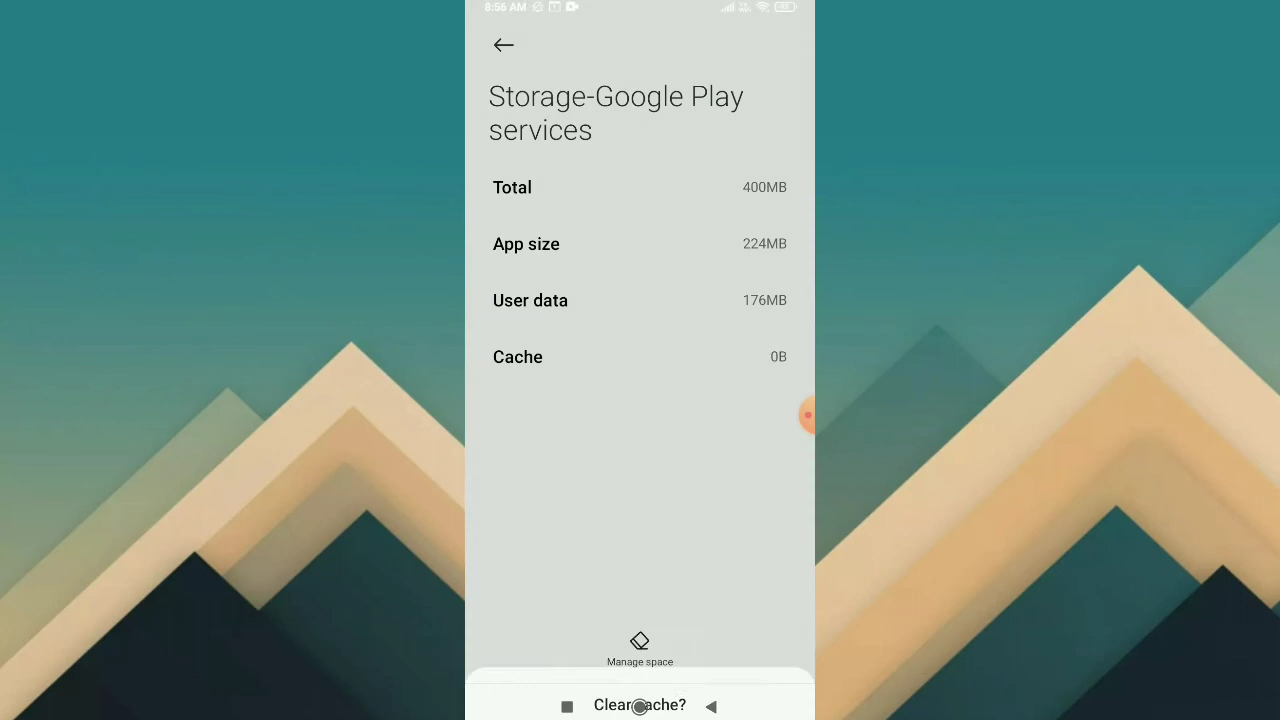 8:56 AM
Storage-Google Play
services
Total 400MB
App size 224MB
User data 176MB
Cache 0B
Manage space
Clear cache?